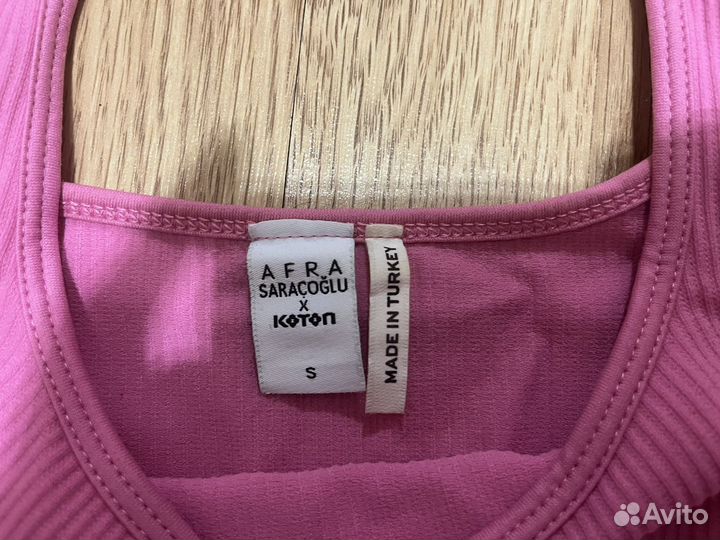 AFRA
SARAÇOĞLU
X
KOTON
S
MADE IN TURKEY
Avito